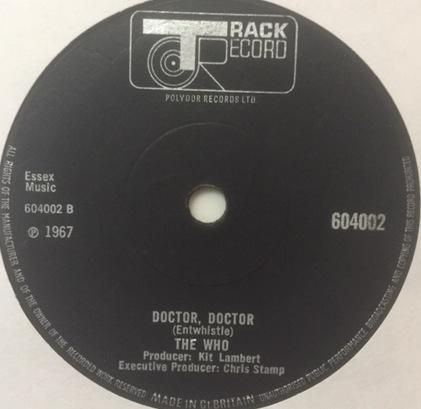 TRACK
RECORD
POLYDOR RECORDS LTD.
Essex
Music
604002 B
℗ 1967
604002
DOCTOR, DOCTOR
(Entwhistle)
THE WHO
Producer: Kit Lambert
Executive Producer: Chris Stamp
ALL RIGHTS OF THE MANUFACTURER AND OF THE OWNER OF THE RECORDED WORK RESERVED
UNAUTHORISED PUBLIC PERFORMANCE BROADCASTING AND COPYING OF THIS RECORD PROHIBITED
MADE IN Gt BRITAIN